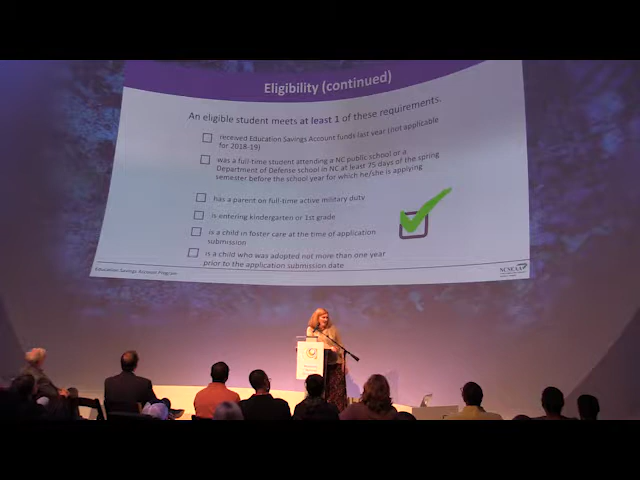 Eligibility (continued)
An eligible student meets at least 1 of these requirements.
received Education Savings Account funds last year (not applicable
for 2018-19)
was a full-time student attending a NC public school or a
Department of Defense school in NC at least 75 days of the spring
semester before the school year for which he/she is applying
has a parent on full-time active military duty
is entering kindergarten or 1st grade
is a child in foster care at the time of application
submission
is a child who was adopted not more than one year
prior to the application submission date
Education Savings Account Program
NCSEAA